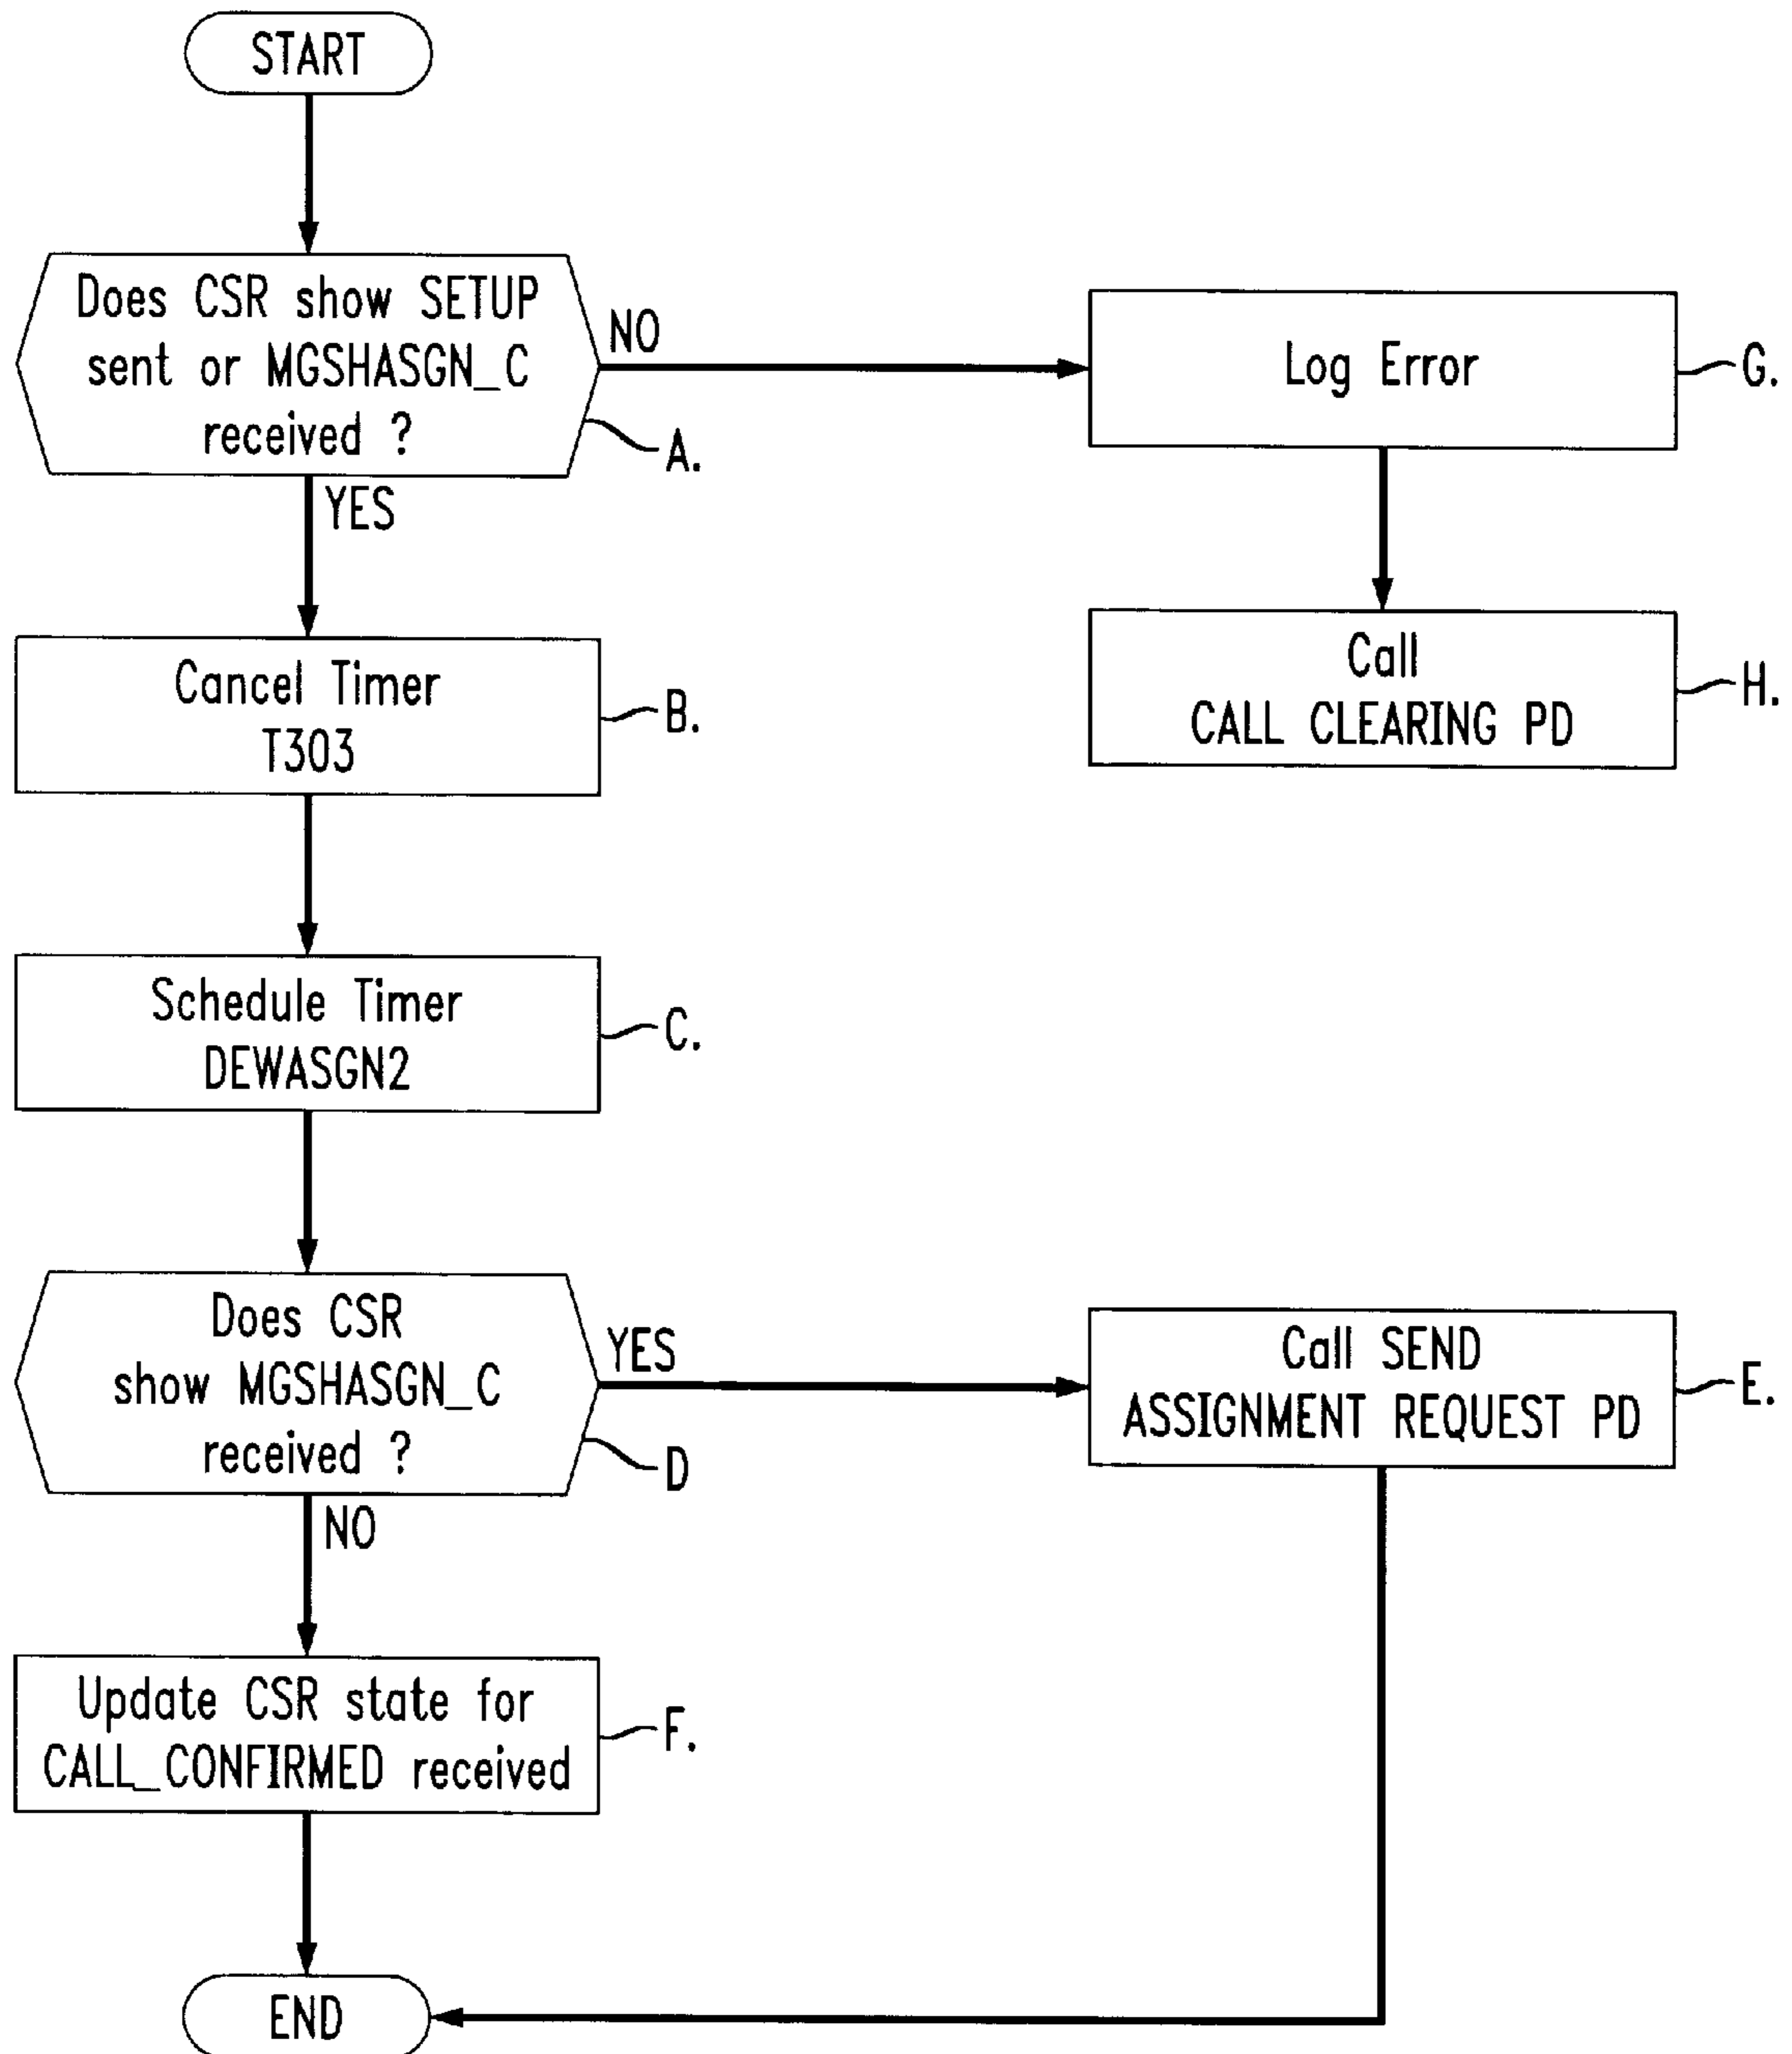 START
Does CSR show SETUP
sent or MGSHASGN_C
received ?
A.
NO
YES
Log Error
G.
Call
CALL CLEARING PD
H.
Cancel Timer
T303
B.
Schedule Timer
DEWASGN2
C.
Does CSR
show MGSHASGN_C
received ?
D
YES
NO
Call SEND
ASSIGNMENT REQUEST PD
E.
Update CSR state for
CALL_CONFIRMED received
F.
END